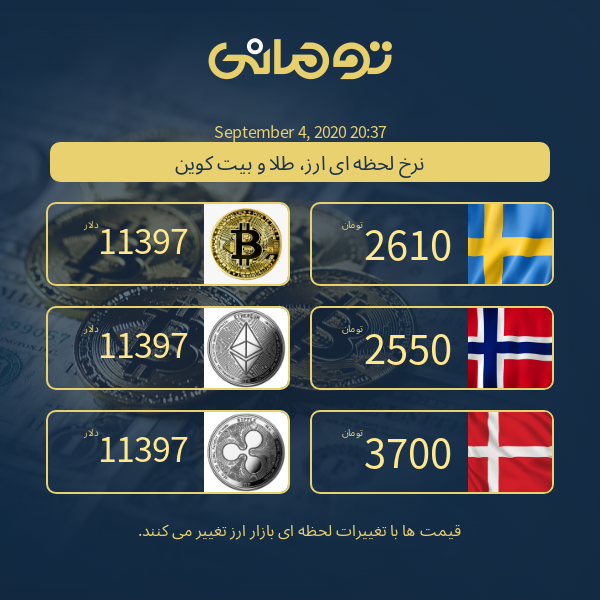 تومانی
September 4, 2020 20:37
نرخ لحظه ای ارز، طلا و بیت کوین
2610 تومان
11397 دلار
2550 تومان
11397 دلار
3700 تومان
11397 دلار
قیمت ها با تغییرات لحظه ای بازار ارز تغییر می کنند.